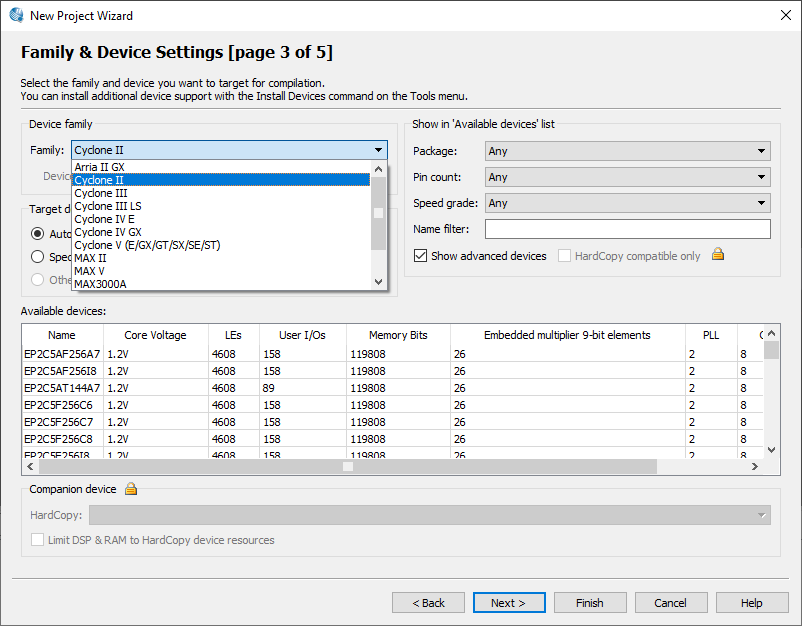 New Project Wizard
Family & Device Settings [page 3 of 5]
Select the family and device you want to target for compilation.
You can install additional device support with the Install Devices command on the Tools menu.
Device family
Family: Cyclone II
Arria II GX
Devic Cyclone II
Cyclone III
Cyclone III LS
Target d Cyclone IV E
Auto Cyclone IV GX
Cyclone V (E/GX/GT/SX/SE/ST)
Spec MAX II
MAX V
Othe MAX3000A
Show in 'Available devices' list
Package: Any
Pin count: Any
Speed grade: Any
Name filter:
Show advanced devices HardCopy compatible only
Available devices:
Name Core Voltage LEs User I/Os Memory Bits Embedded multiplier 9-bit elements PLL
EP2C5AF256A7 1.2V 4608 158 119808 26 2 8
EP2C5AF256I8 1.2V 4608 158 119808 26 2 8
EP2C5AT144A7 1.2V 4608 89 119808 26 2 8
EP2C5F256C6 1.2V 4608 158 119808 26 2 8
EP2C5F256C7 1.2V 4608 158 119808 26 2 8
EP2C5F256C8 1.2V 4608 158 119808 26 2 8
EP2C5F256I8 1.2V 4608 158 119808 26 2 8
Companion device
HardCopy:
Limit DSP & RAM to HardCopy device resources
< Back Next > Finish Cancel Help